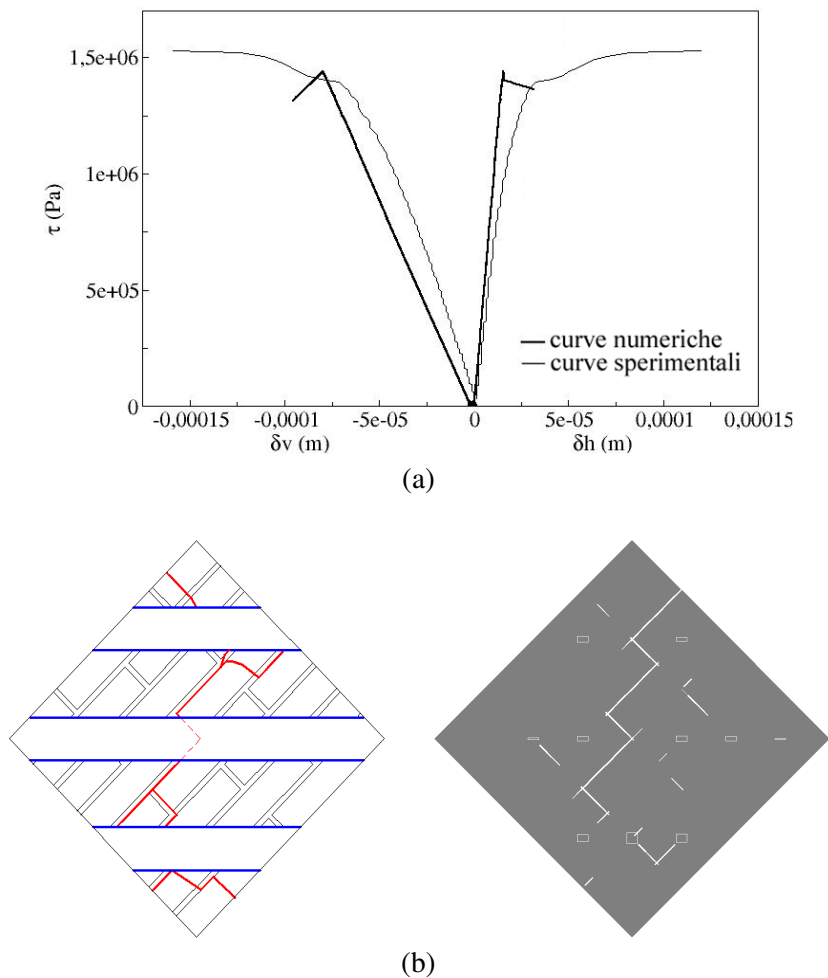 1,5e+06
1e+06
5e+05
0
τ (Pa)
curve numeriche
curve sperimentali
-0,00015 -0,0001 -5e-05 0 5e-05 0,0001 0,00015
δv (m) δh (m)
(a)
(b)